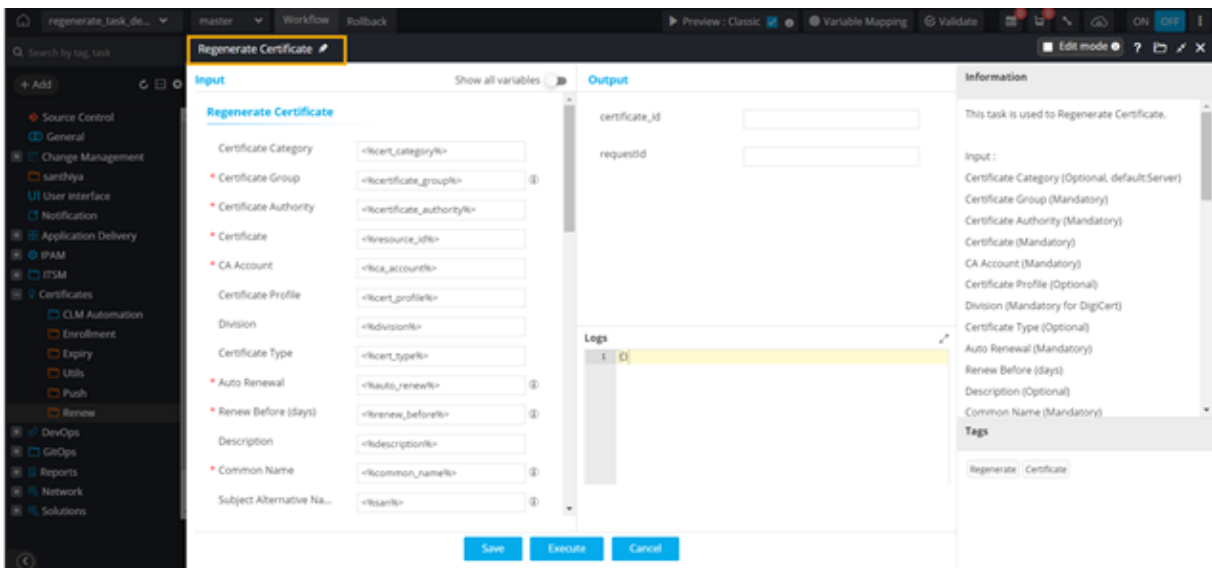 regenerate_task_de...
master
Workflow
Rollback
Preview : Classic
Variable Mapping
Validate
ON OFF
Search by tag, task
Regenerate Certificate
Edit mode
?
+ Add
Input
Show all variables
Output
Information
Source Control
General
Change Management
santhiya
UI User Interface
Notification
Application Delivery
IPAM
ITSM
Certificates
CLM Automation
Enrollment
Expiry
Utils
Push
Renew
DevOps
GitOps
Reports
Network
Solutions
Regenerate Certificate
Certificate Category <%cert_category%>
* Certificate Group <%certificate_group%>
* Certificate Authority <%certificate_authority%>
* Certificate <%resource_id%>
* CA Account <%ca_account%>
Certificate Profile <%cert_profile%>
Division <%division%>
Certificate Type <%cert_type%>
* Auto Renewal <%auto_renew%>
* Renew Before (days) <%renew_before%>
Description <%description%>
* Common Name <%common_name%>
Subject Alternative Na... <%san%>
certificate_id
requestId
Logs
1 {}
This task is used to Regenerate Certificate.
Input :
Certificate Category (Optional, default:Server)
Certificate Group (Mandatory)
Certificate Authority (Mandatory)
Certificate (Mandatory)
CA Account (Mandatory)
Certificate Profile (Optional)
Division (Mandatory for DigiCert)
Certificate Type (Optional)
Auto Renewal (Mandatory)
Renew Before (days)
Description (Optional)
Common Name (Mandatory)
Tags
Regenerate Certificate
Save
Execute
Cancel